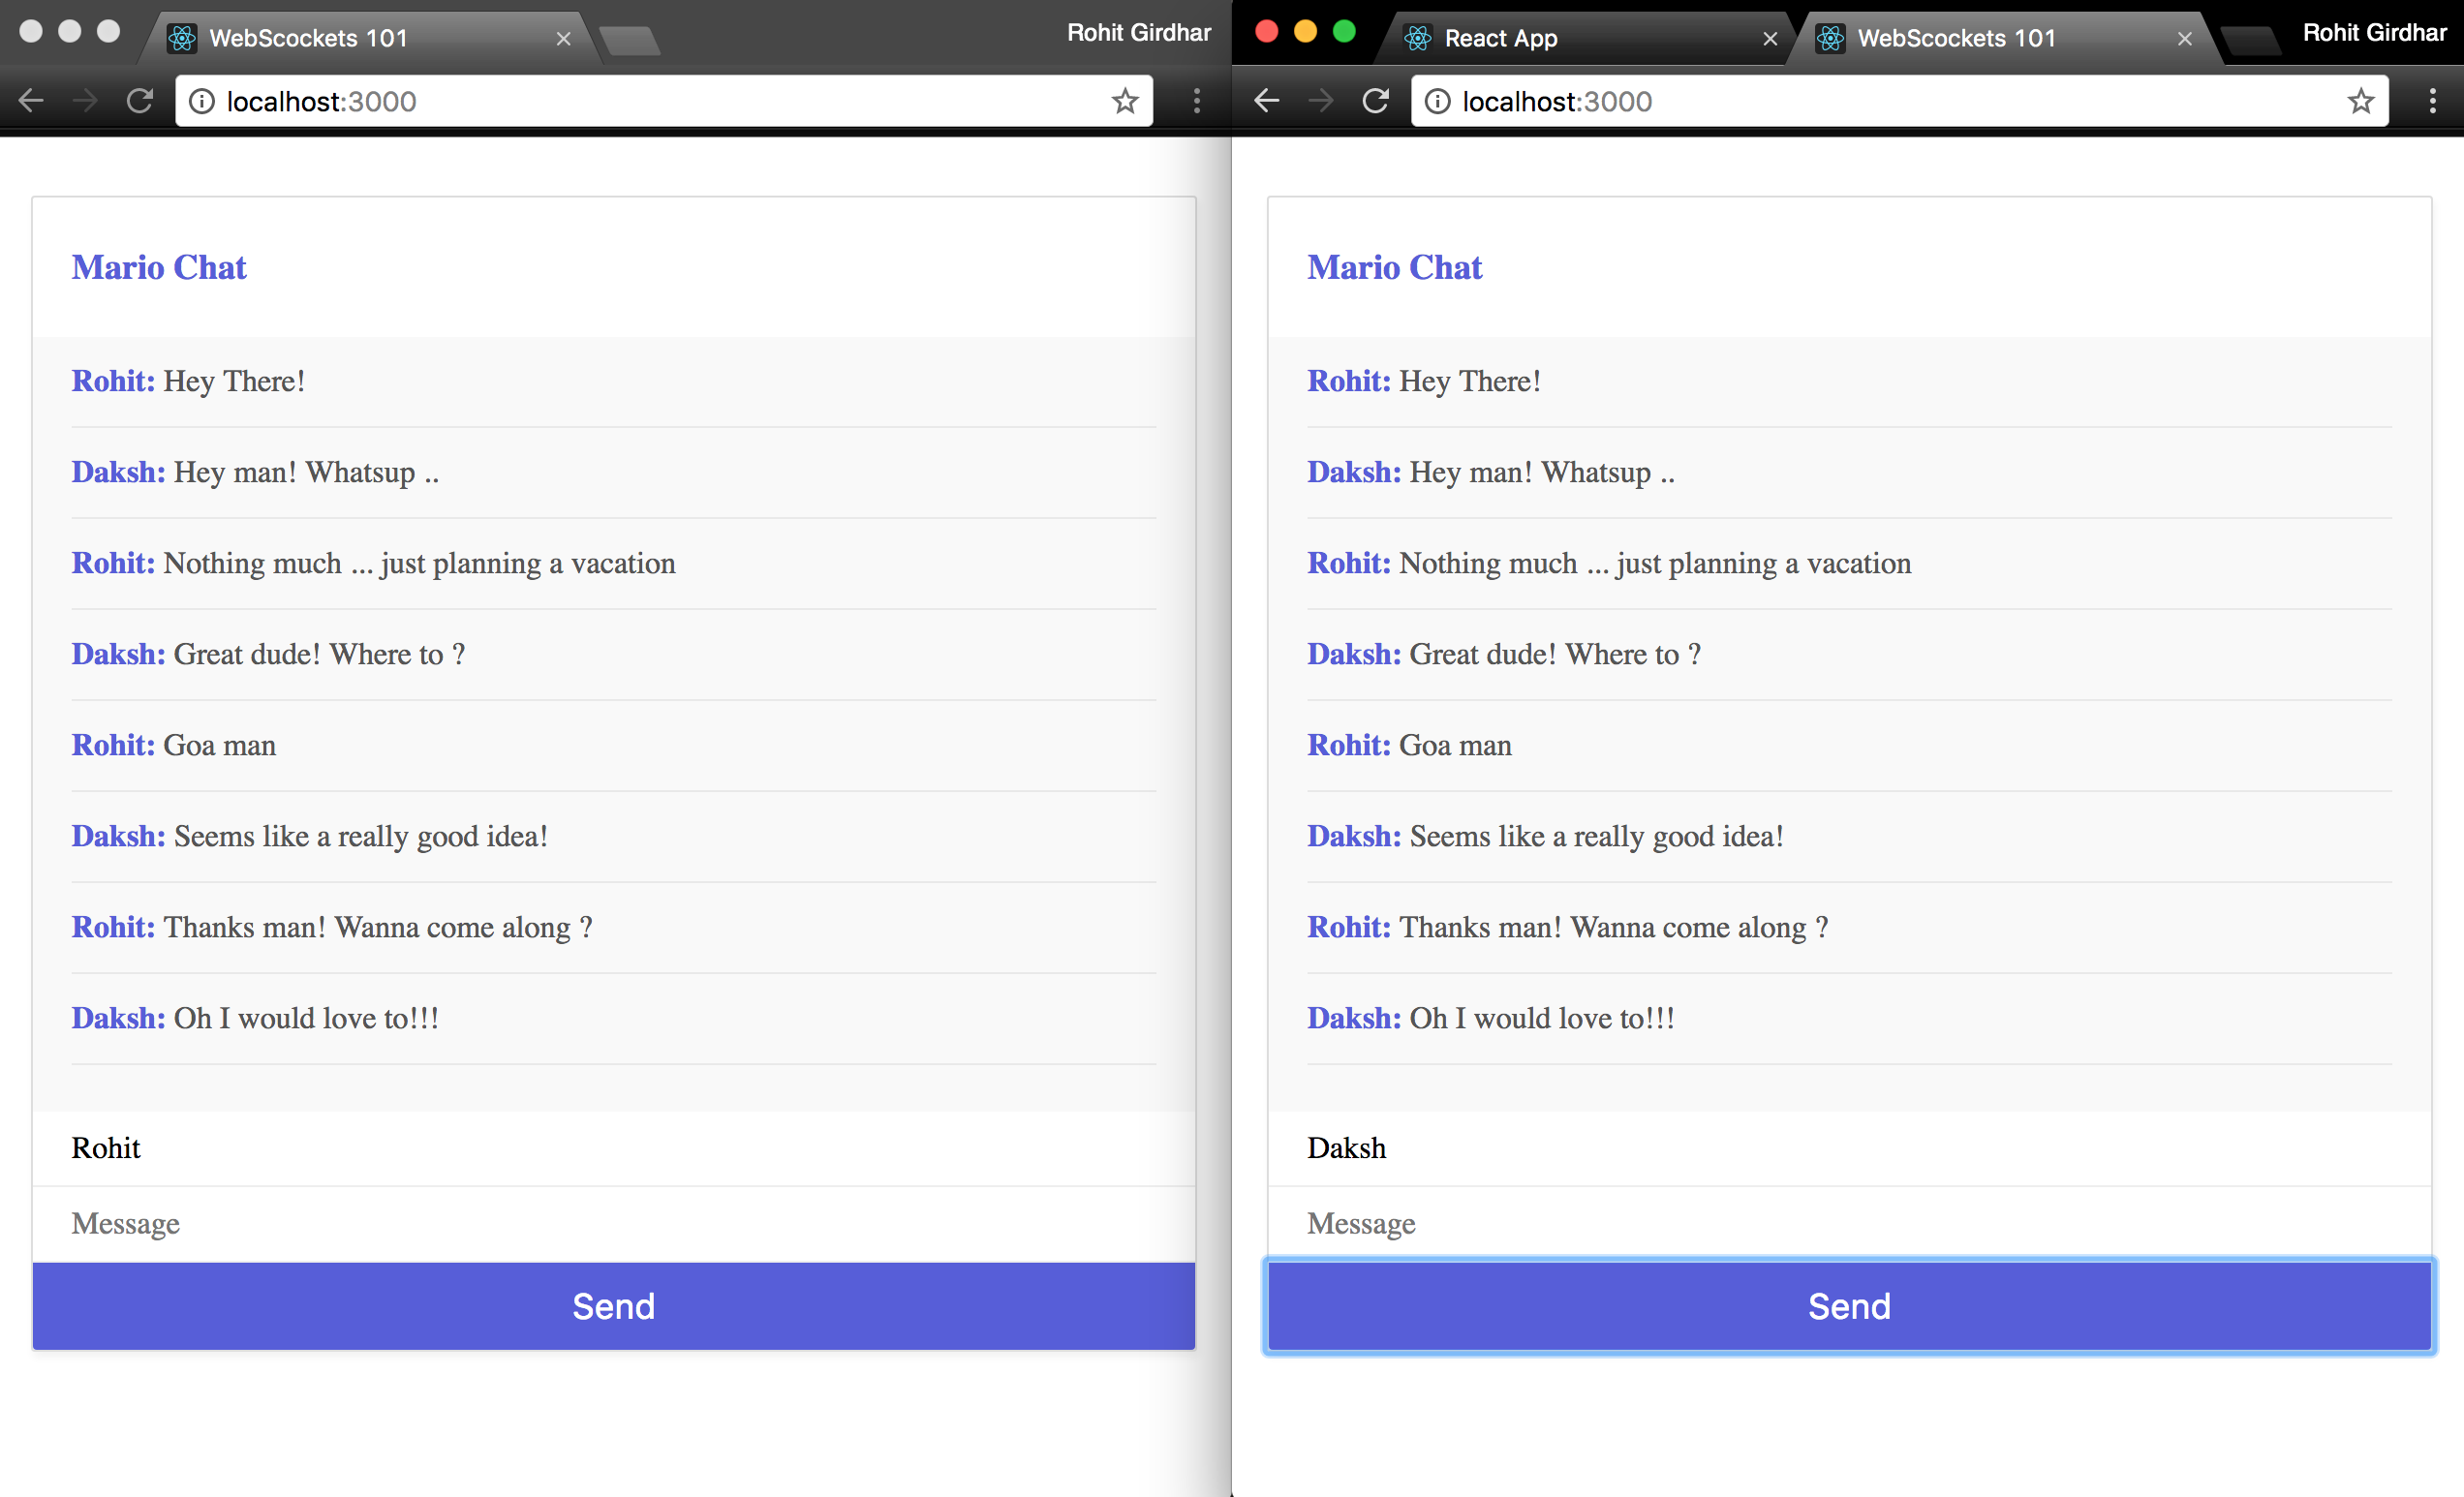 WebScockets 101
Rohit Girdhar
localhost:3000
Mario Chat
Rohit: Hey There!
Daksh: Hey man! Whatsup ..
Rohit: Nothing much ... just planning a vacation
Daksh: Great dude! Where to ?
Rohit: Goa man
Daksh: Seems like a really good idea!
Rohit: Thanks man! Wanna come along ?
Daksh: Oh I would love to!!!
Rohit
Message
Send
React App
WebScockets 101
Rohit Girdhar
localhost:3000
Mario Chat
Rohit: Hey There!
Daksh: Hey man! Whatsup ..
Rohit: Nothing much ... just planning a vacation
Daksh: Great dude! Where to ?
Rohit: Goa man
Daksh: Seems like a really good idea!
Rohit: Thanks man! Wanna come along ?
Daksh: Oh I would love to!!!
Daksh
Message
Send